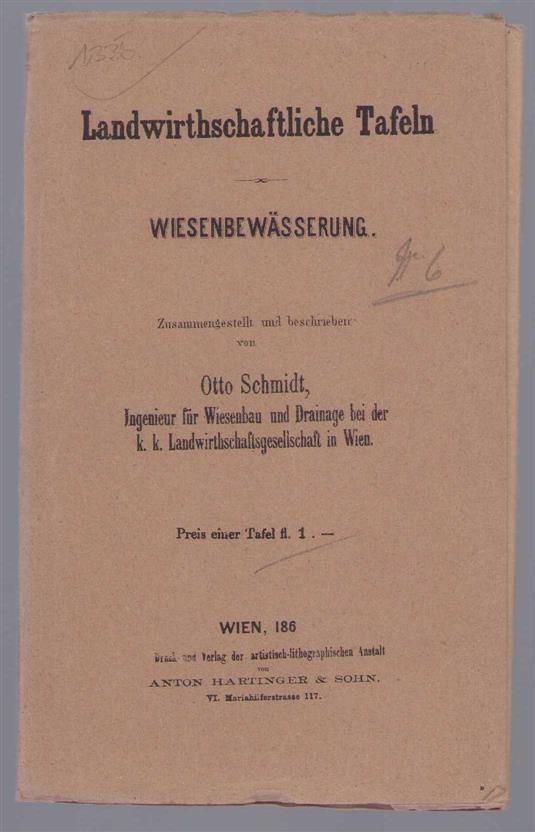 Landwirthschaftliche Tafeln
WIESENBEWÄSSERUNG.
6
Zusammengestellt und beschrieben
von
Otto Schmidt,
Ingenieur für Wiesenbau und Drainage bei der
k. k. Landwirthschaftsgesellschaft in Wien.
Preis einer Tafel fl. 1 . —
WIEN, 186
Druck und Verlag der artistisch-lithographischen Anstalt
von
ANTON HARTINGER & SOHN.
VI. Mariahilferstrasse 117.